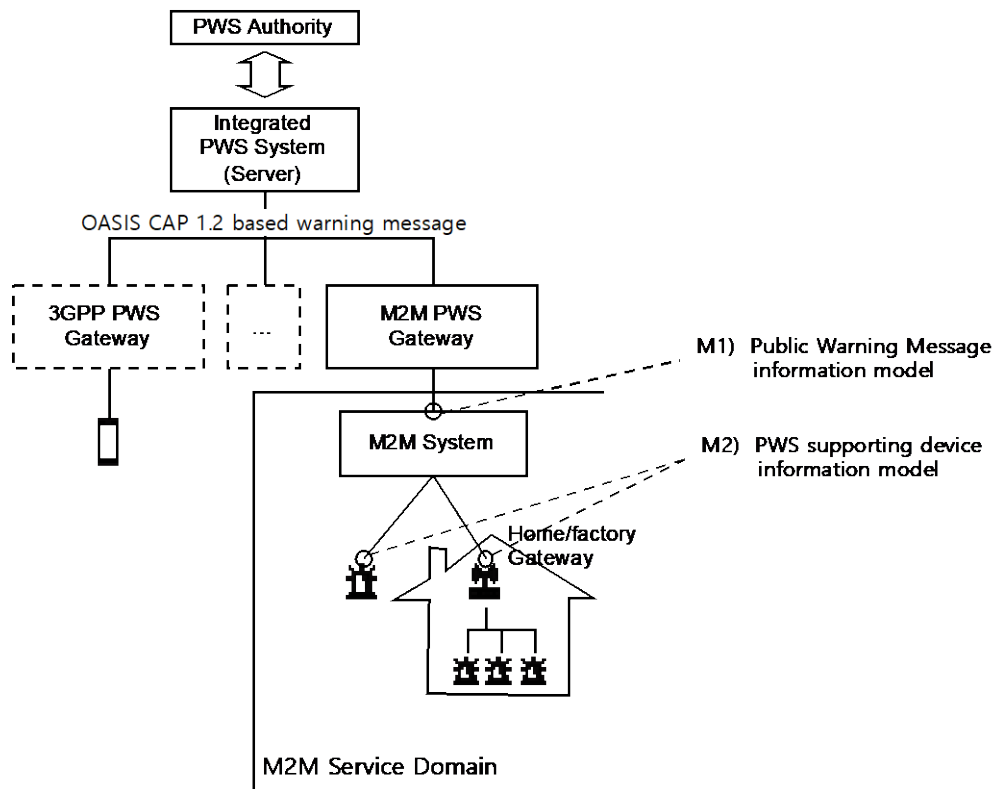 PWS Authority
Integrated
PWS System
(Server)
OASIS CAP 1.2 based warning message
3GPP PWS
Gateway
...
M2M PWS
Gateway
M1) Public Warning Message
information model
M2M System
M2) PWS supporting device
information model
Home/factory
Gateway
M2M Service Domain